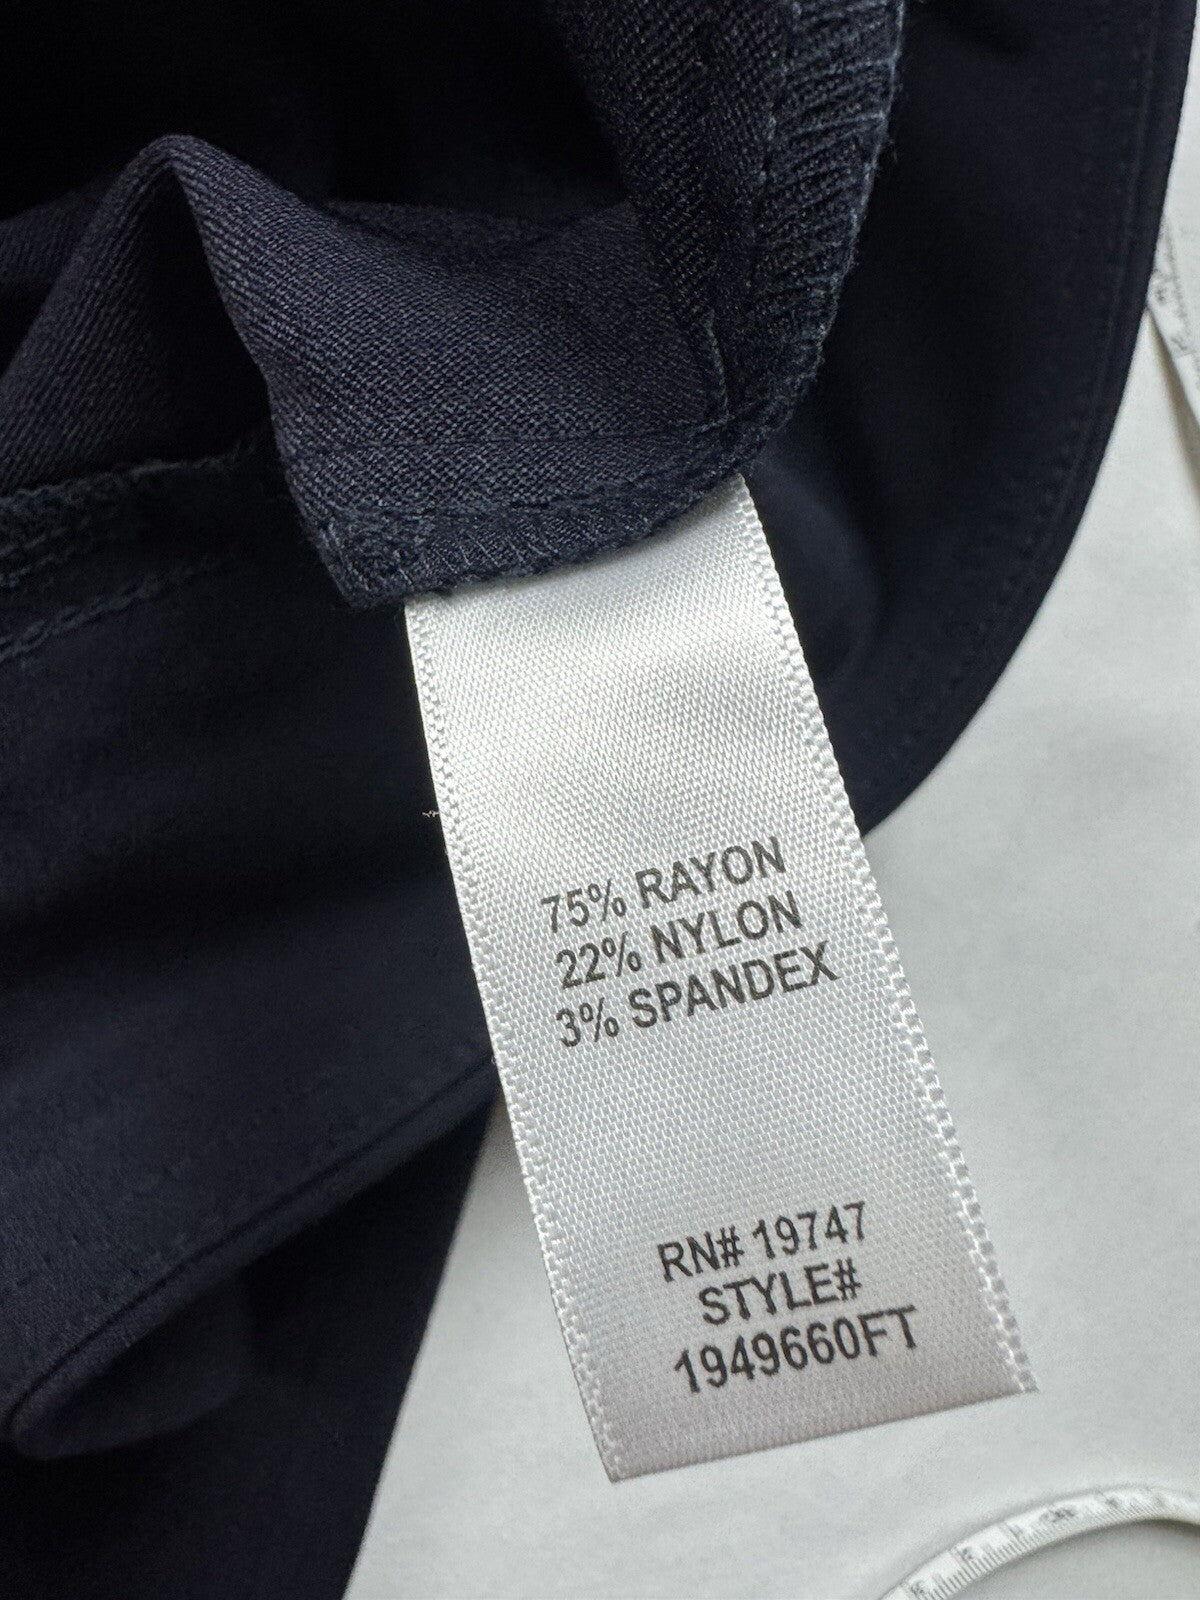 75% RAYON
22% NYLON
3% SPANDEX
RN# 19747
STYLE#
1949660FT